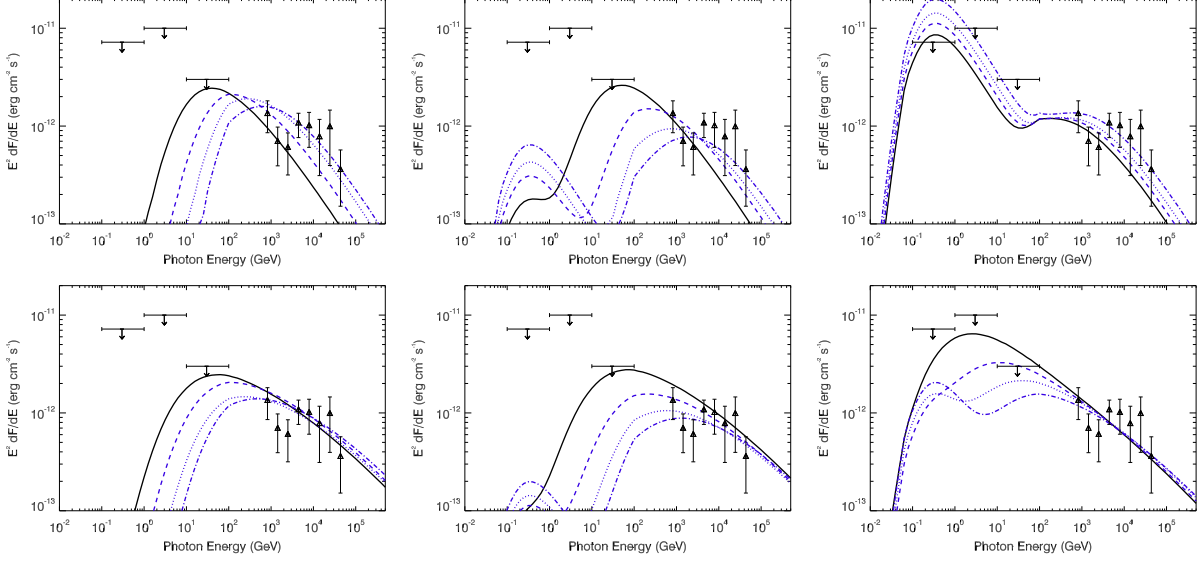 10⁻¹¹ 10⁻¹¹ 10⁻¹¹
10⁻¹² 10⁻¹² 10⁻¹²
10⁻¹³ 10⁻¹³ 10⁻¹³
E² dF/dE (erg cm⁻² s⁻¹) E² dF/dE (erg cm⁻² s⁻¹) E² dF/dE (erg cm⁻² s⁻¹)
10⁻² 10⁻¹ 10⁰ 10¹ 10² 10³ 10⁴ 10⁵ 10⁻² 10⁻¹ 10⁰ 10¹ 10² 10³ 10⁴ 10⁵ 10⁻² 10⁻¹ 10⁰ 10¹ 10² 10³ 10⁴ 10⁵
Photon Energy (GeV) Photon Energy (GeV) Photon Energy (GeV)
10⁻¹¹ 10⁻¹¹ 10⁻¹¹
10⁻¹² 10⁻¹² 10⁻¹²
10⁻¹³ 10⁻¹³ 10⁻¹³
E² dF/dE (erg cm⁻² s⁻¹) E² dF/dE (erg cm⁻² s⁻¹) E² dF/dE (erg cm⁻² s⁻¹)
10⁻² 10⁻¹ 10⁰ 10¹ 10² 10³ 10⁴ 10⁵ 10⁻² 10⁻¹ 10⁰ 10¹ 10² 10³ 10⁴ 10⁵ 10⁻² 10⁻¹ 10⁰ 10¹ 10² 10³ 10⁴ 10⁵
Photon Energy (GeV) Photon Energy (GeV) Photon Energy (GeV)